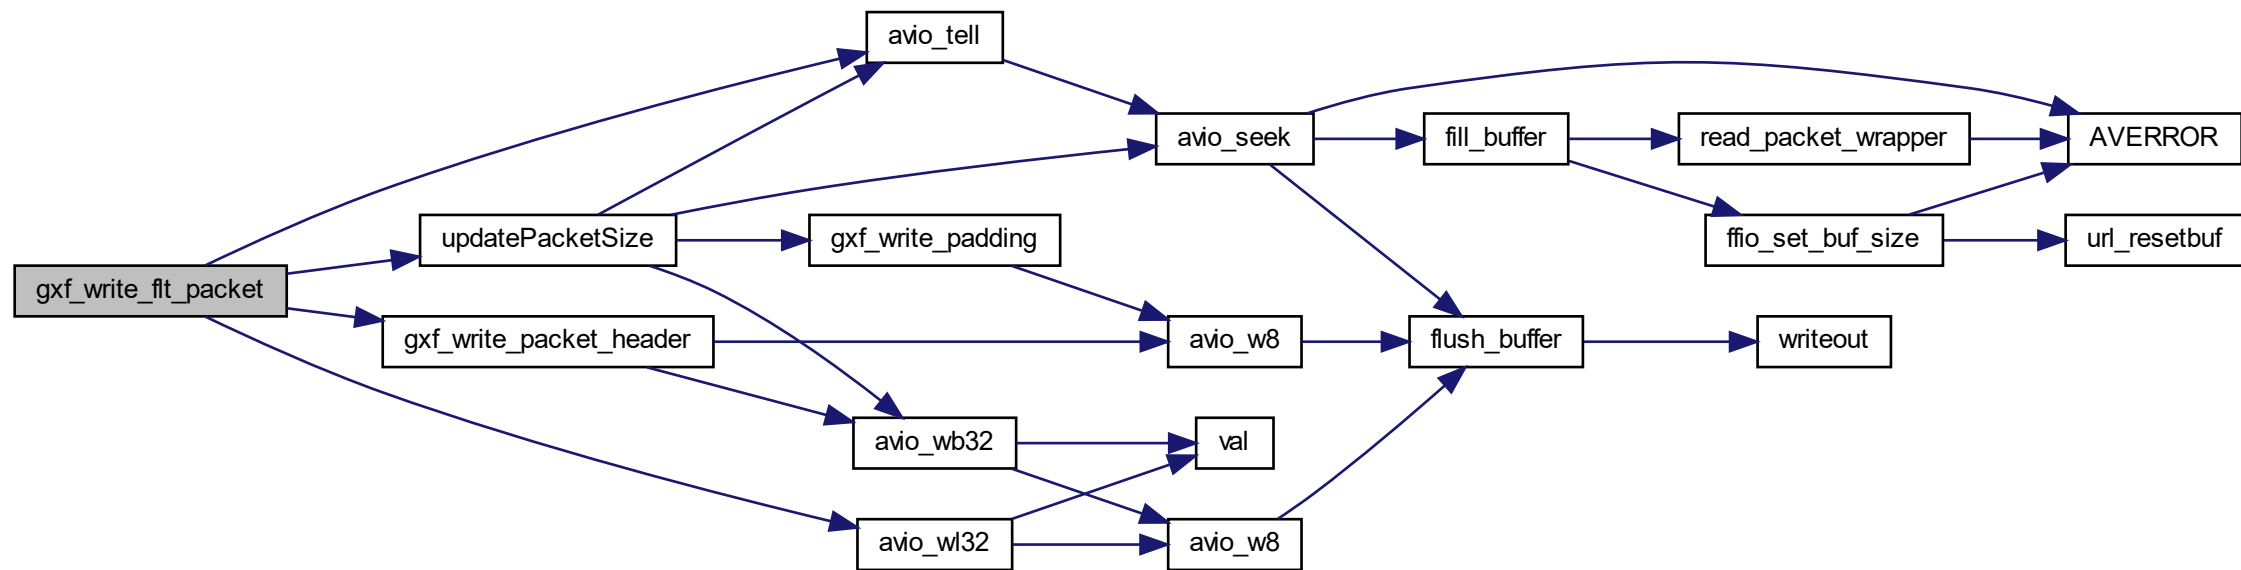 avio_tell
avio_seek
fill_buffer
read_packet_wrapper
AVERROR
updatePacketSize
gxf_write_padding
ffio_set_buf_size
url_resetbuf
gxf_write_flt_packet
gxf_write_packet_header
avio_w8
flush_buffer
writeout
avio_wb32
val
avio_wl32
avio_w8